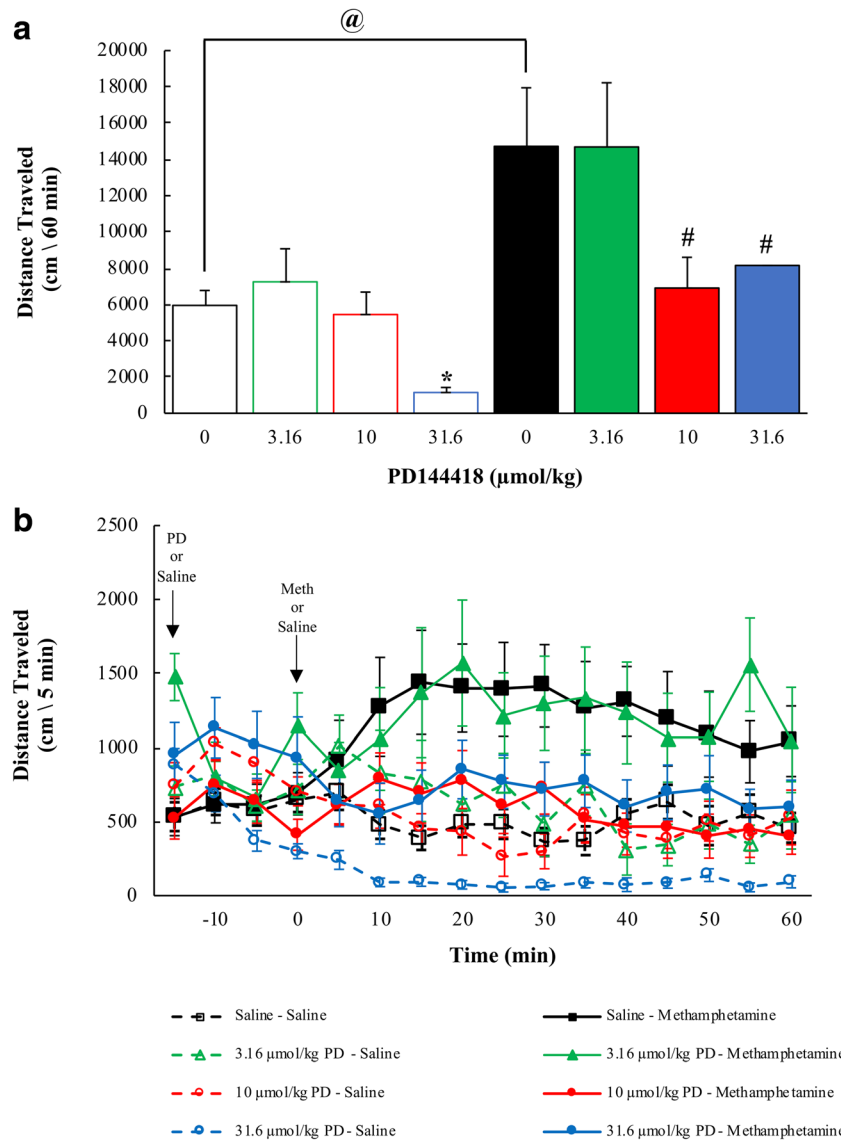 a
@
20000
18000
16000
14000
12000
10000
8000
6000
4000
2000
0
Distance Traveled
(cm \ 60 min)
*
#
#
0 3.16 10 31.6 0 3.16 10 31.6
PD144418 (µmol/kg)
b
2500
2000
1500
1000
500
0
Distance Traveled
(cm \ 5 min)
PD
or
Saline
Meth
or
Saline
-10 0 10 20 30 40 50 60
Time (min)
Saline - Saline
Saline - Methamphetamine
3.16 µmol/kg PD - Saline
3.16 µmol/kg PD - Methamphetamine
10 µmol/kg PD - Saline
10 µmol/kg PD - Methamphetamine
31.6 µmol/kg PD - Saline
31.6 µmol/kg PD - Methamphetamine